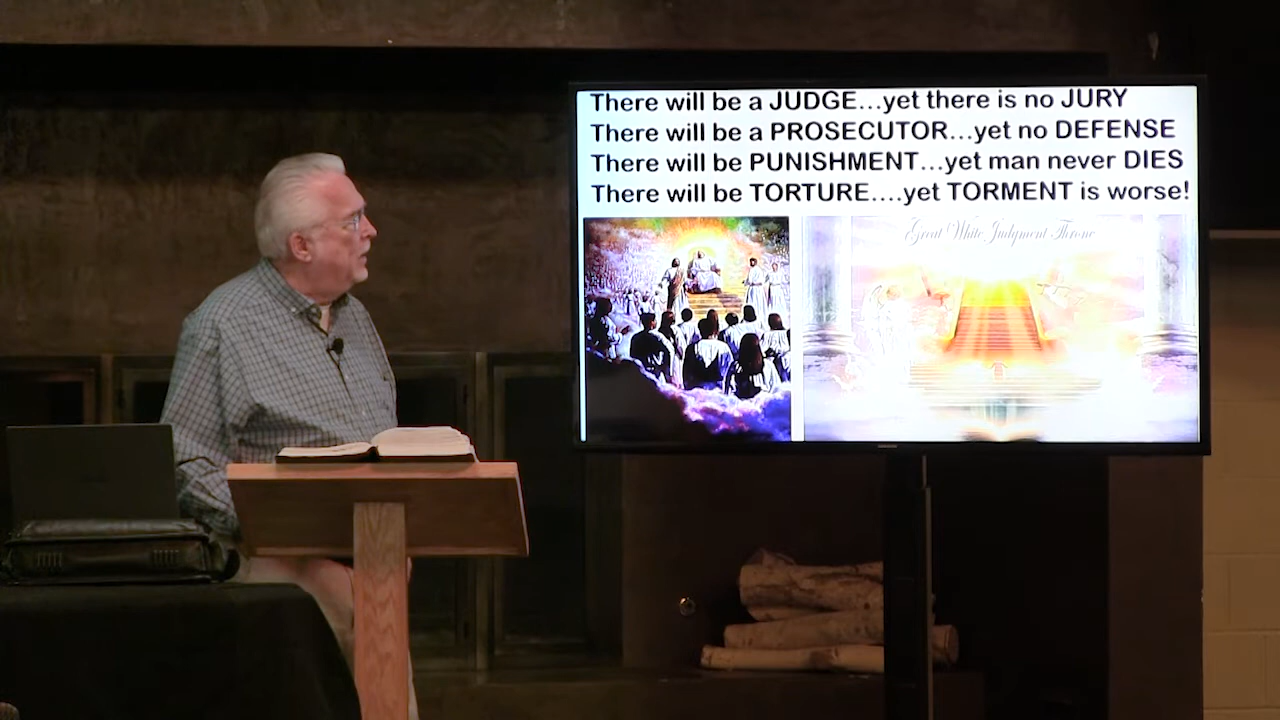 There will be a JUDGE...yet there is no JURY
There will be a PROSECUTOR...yet no DEFENSE
There will be PUNISHMENT...yet man never DIES
There will be TORTURE....yet TORMENT is worse!
Great White Judgment Throne